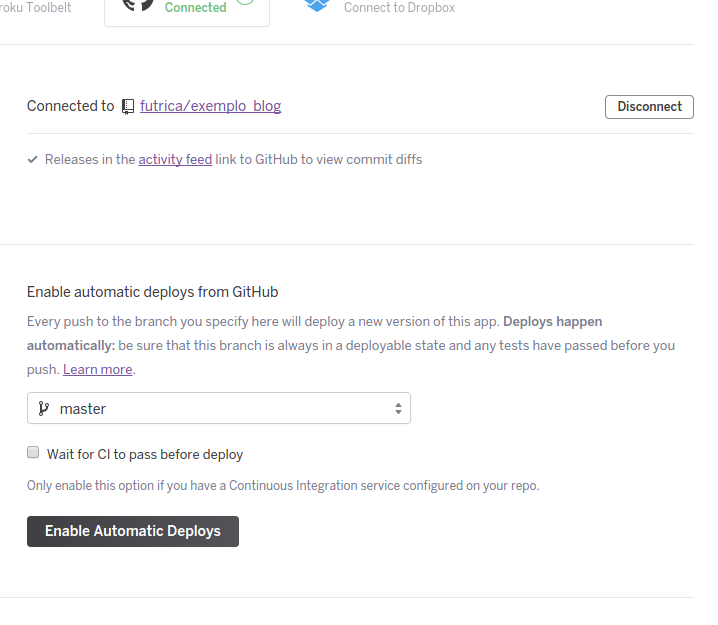 roku Toolbelt
Connected
Connect to Dropbox
Connected to futrica/exemplo_blog
Disconnect
Releases in the activity feed link to GitHub to view commit diffs
Enable automatic deploys from GitHub
Every push to the branch you specify here will deploy a new version of this app. Deploys happen
automatically: be sure that this branch is always in a deployable state and any tests have passed before you
push. Learn more.
master
Wait for CI to pass before deploy
Only enable this option if you have a Continuous Integration service configured on your repo.
Enable Automatic Deploys